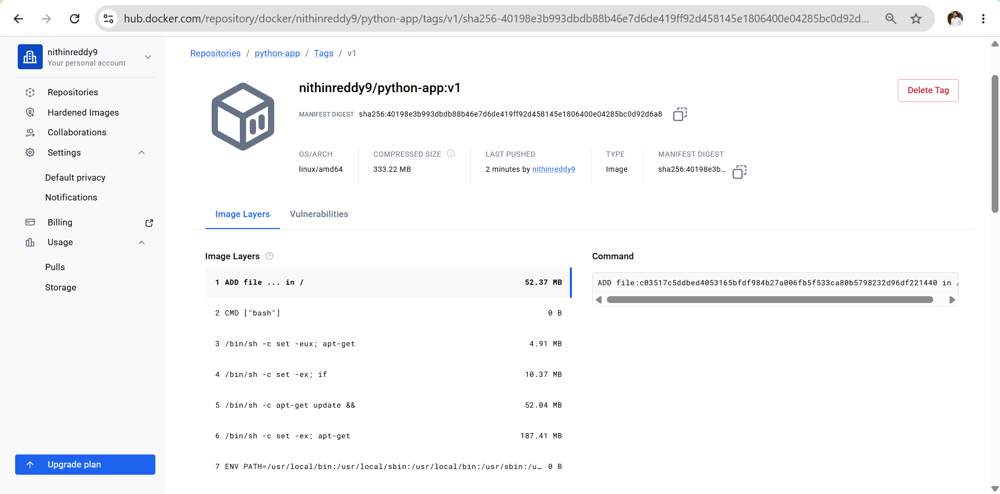 hub.docker.com/repository/docker/nithinreddy9/python-app/tags/v1/sha256-40198e3b993dbdb88b46e7d6de419ff92d458145e1806400e04285bc0d92d...
nithinreddy9
Your personal account
Repositories
Hardened Images
Collaborations
Settings
Default privacy
Notifications
Billing
Usage
Pulls
Storage
Upgrade plan
Repositories / python-app / Tags / v1
nithinreddy9/python-app:v1
Delete Tag
MANIFEST DIGEST sha256:40198e3b993dbdb88b46e7d6de419ff92d458145e1806400e04285bc0d92d6a8
OS/ARCH
linux/amd64
COMPRESSED SIZE
333.22 MB
LAST PUSHED
2 minutes by nithinreddy9
TYPE
Image
MANIFEST DIGEST
sha256:40198e3b...
Image Layers
Vulnerabilities
Image Layers
1 ADD file ... in / 52.37 MB
2 CMD ["bash"] 0 B
3 /bin/sh -c set -eux; apt-get 4.91 MB
4 /bin/sh -c set -ex; if 10.37 MB
5 /bin/sh -c apt-get update && 52.04 MB
6 /bin/sh -c set -ex; apt-get 187.41 MB
7 ENV PATH=/usr/local/bin:/usr/local/sbin:/usr/local/bin:/usr/sbin:/u… 0 B
Command
ADD file:c03517c5ddbed4053165bfdf984b27a006fb5f533ca80b5798232d96df221440 in /